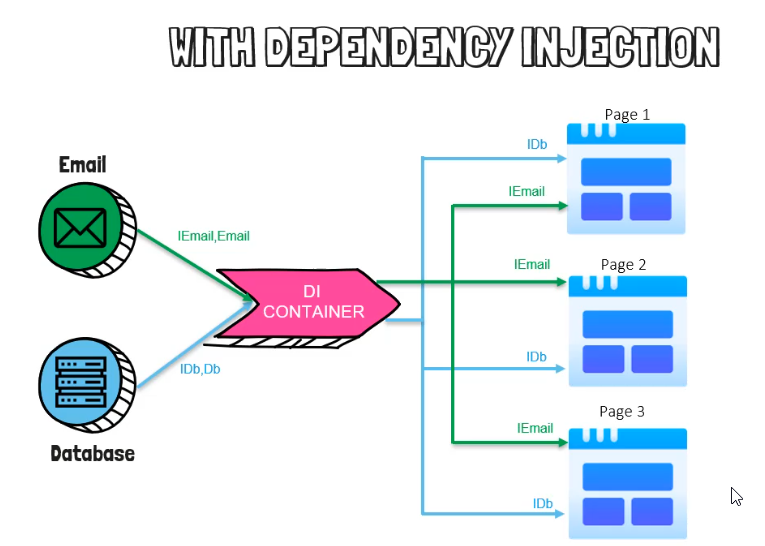 WITH DEPENDENCY INJECTION
Page 1
IDb
Email
IEmail
IEmail,Email
IEmail
Page 2
DI
CONTAINER
IDb
IDb,Db
Page 3
IEmail
Database
IDb